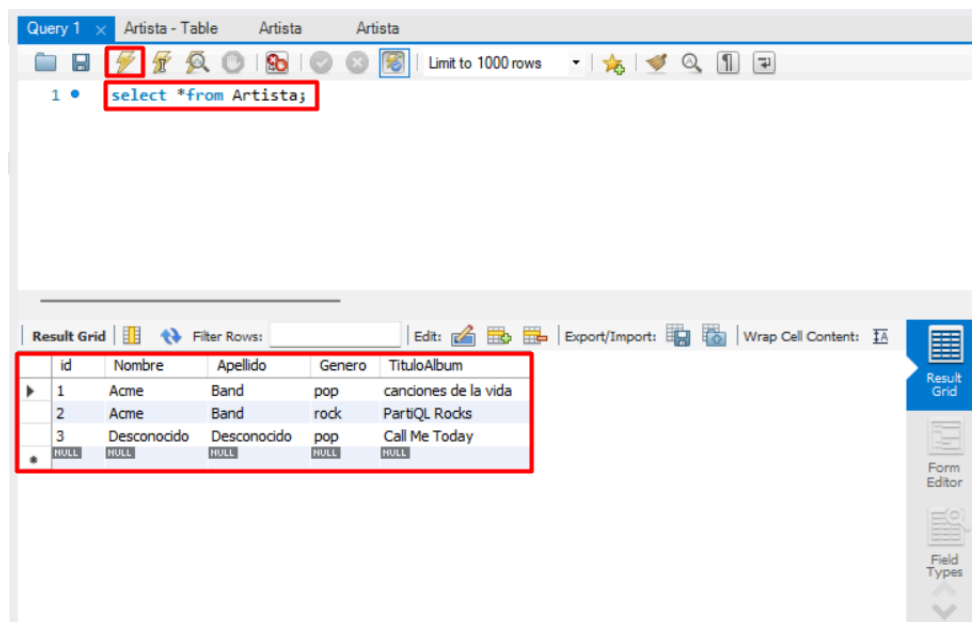 Query 1 Artista - Table Artista Artista
Limit to 1000 rows
1 select *from Artista;
Result Grid Filter Rows: Edit: Export/Import: Wrap Cell Content:
id Nombre Apellido Genero TituloAlbum
1 Acme Band pop canciones de la vida
2 Acme Band rock PartiQL Rocks
3 Desconocido Desconocido pop Call Me Today
NULL NULL NULL NULL NULL
Result
Grid
Form
Editor
Field
Types